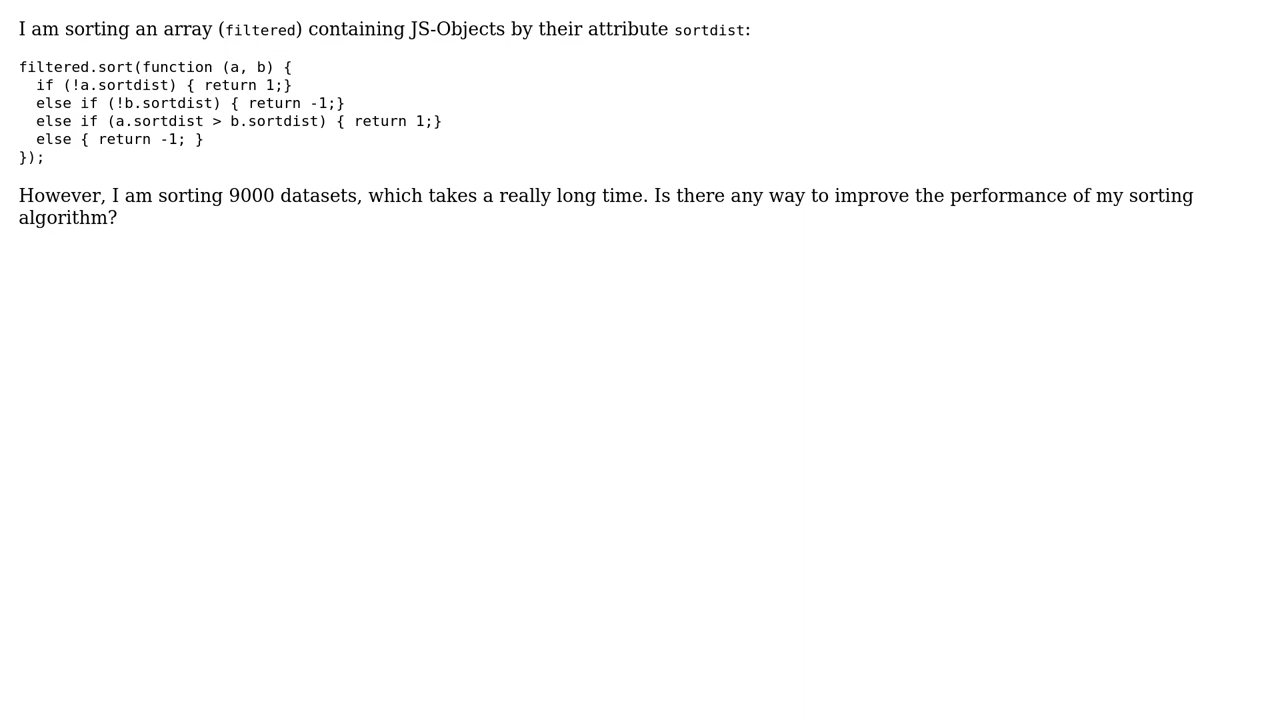 I am sorting an array (filtered) containing JS-Objects by their attribute sortdist:
filtered.sort(function (a, b) {
  if (!a.sortdist) { return 1;}
  else if (!b.sortdist) { return -1;}
  else if (a.sortdist > b.sortdist) { return 1;}
  else { return -1; }
});
However, I am sorting 9000 datasets, which takes a really long time. Is there any way to improve the performance of my sorting
algorithm?